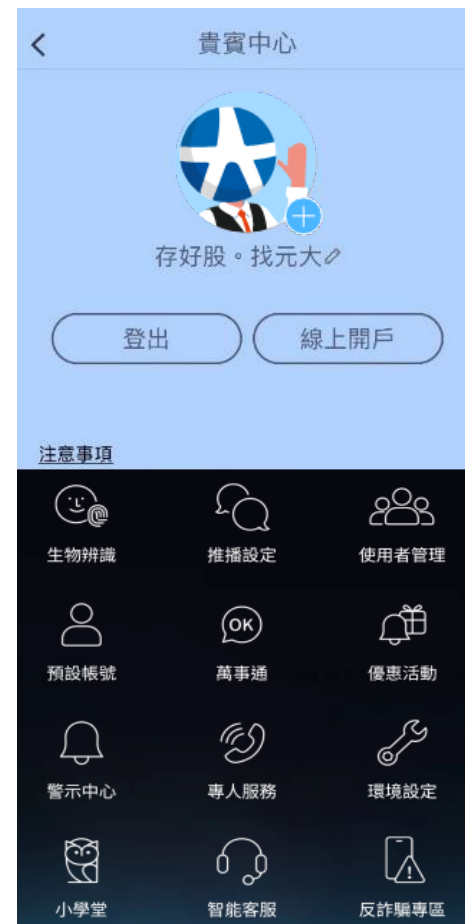 貴賓中心
存好股。找元大
登出 線上開戶
注意事項
生物辨識 推播設定 使用者管理
OK
預設帳號 萬事通 優惠活動
警示中心 專人服務 環境設定
小學堂 智能客服 反詐騙專區